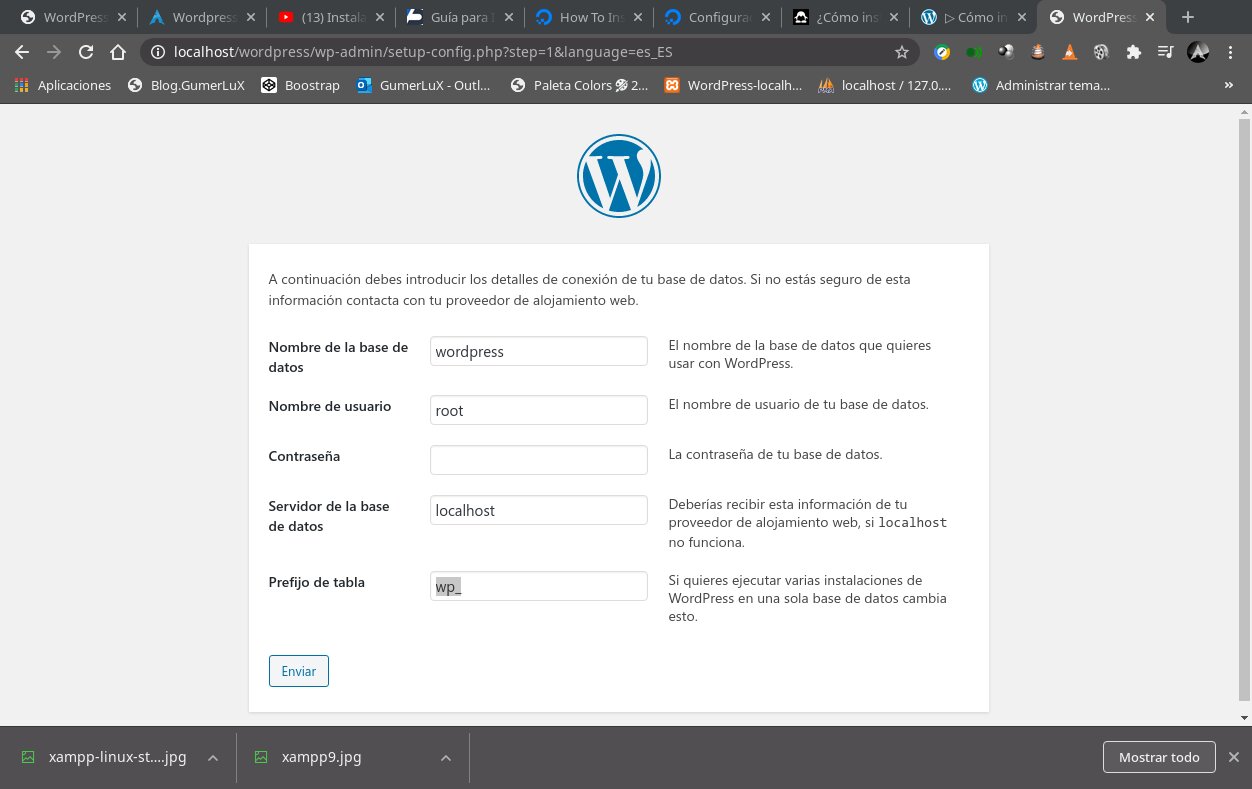 WordPress
Wordpress
(13) Instala
Guía para I
How To Ins
Configurac
¿Cómo ins
▷ Cómo in
WordPress
localhost/wordpress/wp-admin/setup-config.php?step=1&language=es_ES
Aplicaciones
Blog.GumerLuX
Boostrap
GumerLuX - Outl...
Paleta Colors 2...
WordPress-localh...
localhost / 127.0....
Administrar tema...
»
A continuación debes introducir los detalles de conexión de tu base de datos. Si no estás seguro de esta
información contacta con tu proveedor de alojamiento web.
Nombre de la base de
datos
wordpress
El nombre de la base de datos que quieres
usar con WordPress.
Nombre de usuario
root
El nombre de usuario de tu base de datos.
Contraseña
La contraseña de tu base de datos.
Servidor de la base
de datos
localhost
Deberías recibir esta información de tu
proveedor de alojamiento web, si localhost
no funciona.
Prefijo de tabla
wp_
Si quieres ejecutar varias instalaciones de
WordPress en una sola base de datos cambia
esto.
Enviar
xampp-linux-st....jpg
xampp9.jpg
Mostrar todo